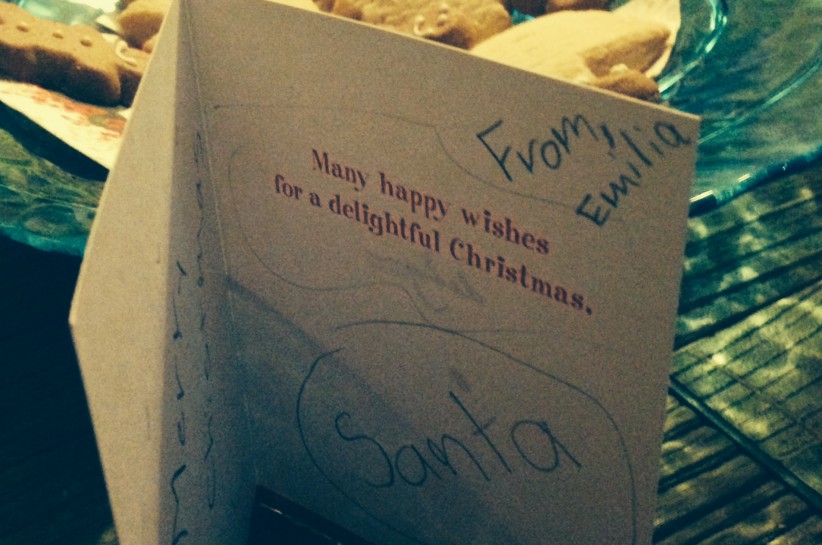 From,
Emilia
Many happy wishes
for a delightful Christmas.
Santa